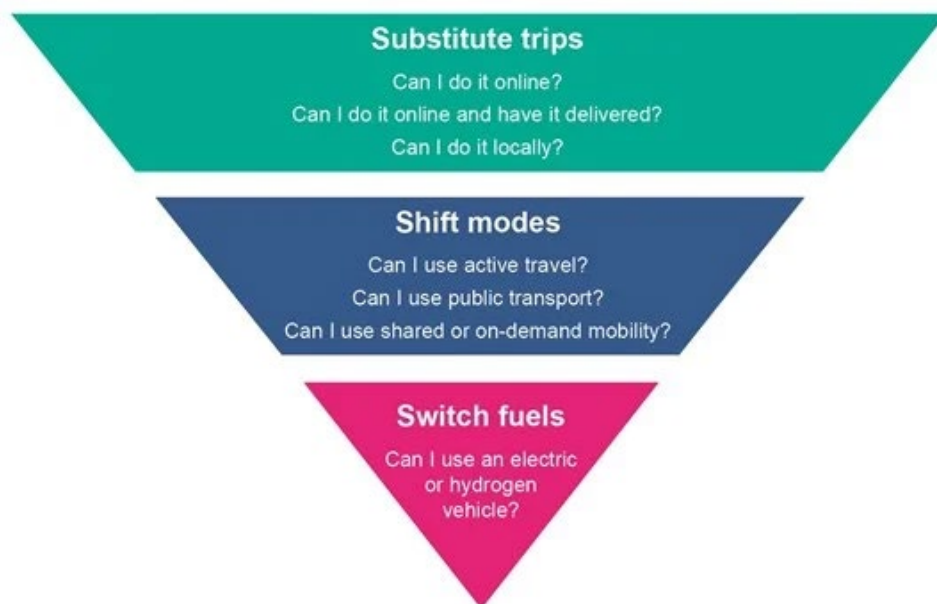 Substitute trips
Can I do it online?
Can I do it online and have it delivered?
Can I do it locally?
Shift modes
Can I use active travel?
Can I use public transport?
Can I use shared or on-demand mobility?
Switch fuels
Can I use an electric
or hydrogen
vehicle?